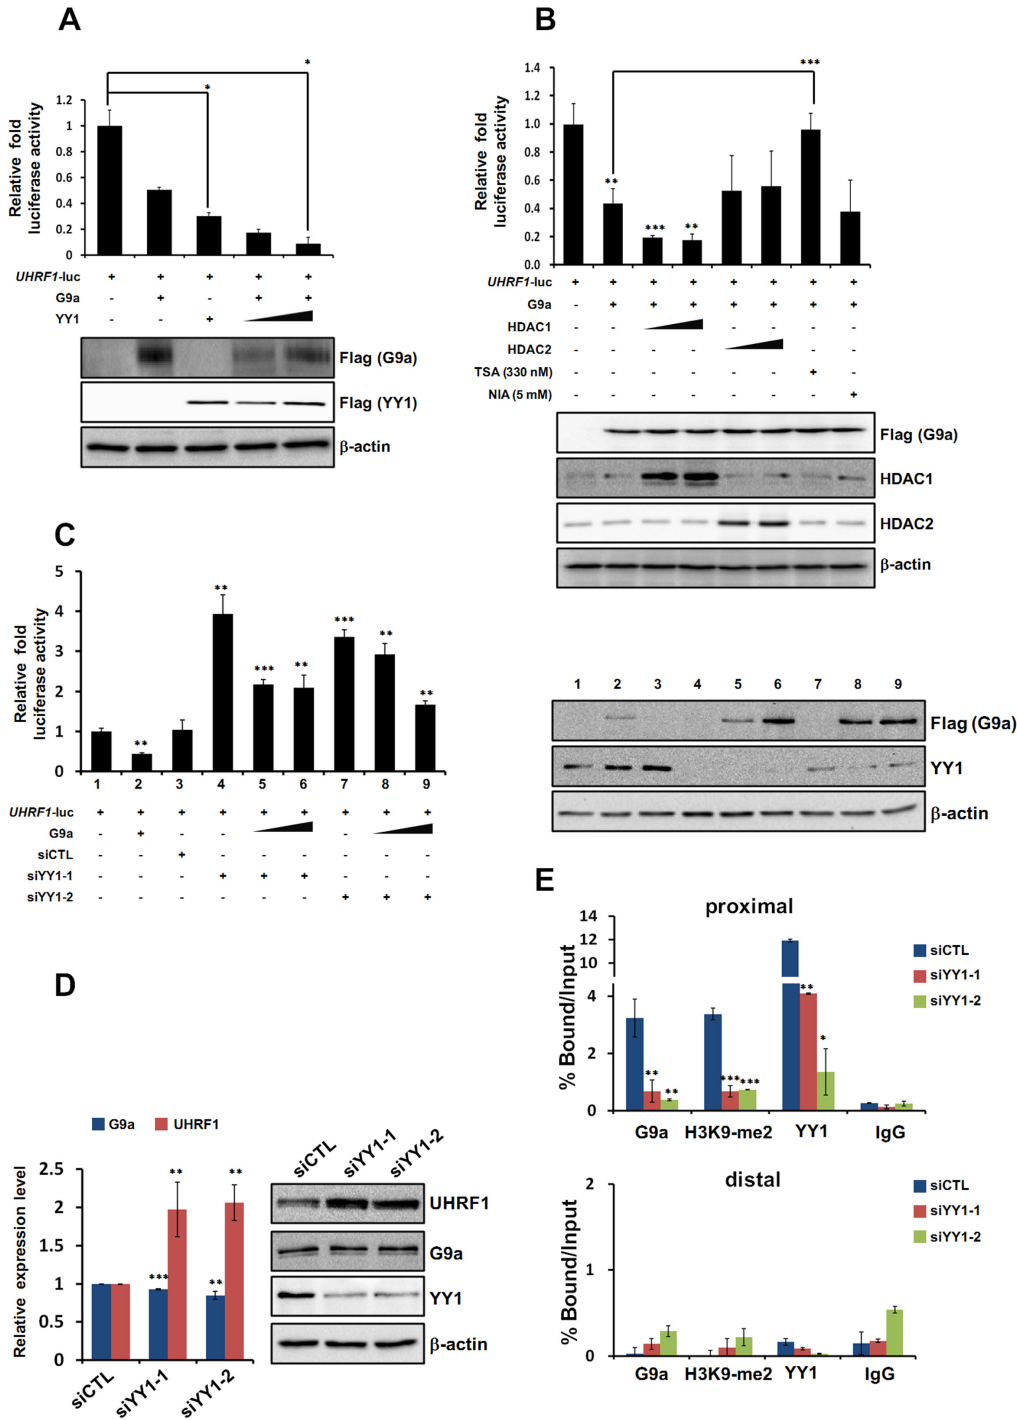 A
*
*
1.2
1
0.8
0.6
0.4
0.2
0
Relative fold
luciferase activity
UHRF1-luc + + + + +
G9a - + - + +
YY1 - - +
Flag (G9a)
Flag (YY1)
β-actin
B
***
1.4
1.2
1.0
0.8
0.6
0.4
0.2
0.0
Relative fold
luciferase activity
** *** **
UHRF1-luc + + + + + + + +
G9a - + + + + + + +
HDAC1 - - - - - -
HDAC2 - - - - - -
TSA (330 nM) - - - - - - + -
NIA (5 mM) - - - - - - - +
Flag (G9a)
HDAC1
HDAC2
β-actin
C
5
4
3
2
1
0
Relative fold
luciferase activity
** ** *** ** *** ** **
1 2 3 4 5 6 7 8 9
UHRF1-luc + + + + + + + + +
G9a - + - - -
siCTL - - + - - - - - -
siYY1-1 - - - + + + - - -
siYY1-2 - - - - - - + + +
1 2 3 4 5 6 7 8 9
Flag (G9a)
YY1
β-actin
D
G9a UHRF1
2.5
2
1.5
1
0.5
0
Relative expression level
*** ** ** **
siCTL siYY1-1 siYY1-2
siCTL siYY1-1 siYY1-2
UHRF1
G9a
YY1
β-actin
E
proximal
14
12
10
4
2
0
% Bound/Input
** ** *** *** ** *
G9a H3K9-me2 YY1 IgG
siCTL
siYY1-1
siYY1-2
distal
2
1
0
% Bound/Input
G9a H3K9-me2 YY1 IgG
siCTL
siYY1-1
siYY1-2